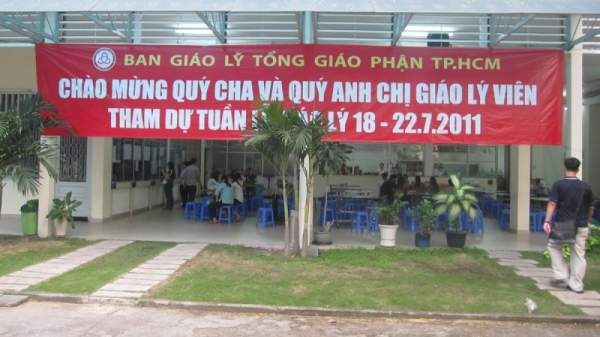 BAN GIÁO LÝ TỔNG GIÁO PHẬN TP.HCM
CHÀO MỪNG QUÝ CHA VÀ QUÝ ANH CHỊ GIÁO LÝ VIÊN
THAM DỰ TUẦN LÝ 18 - 22.7.2011